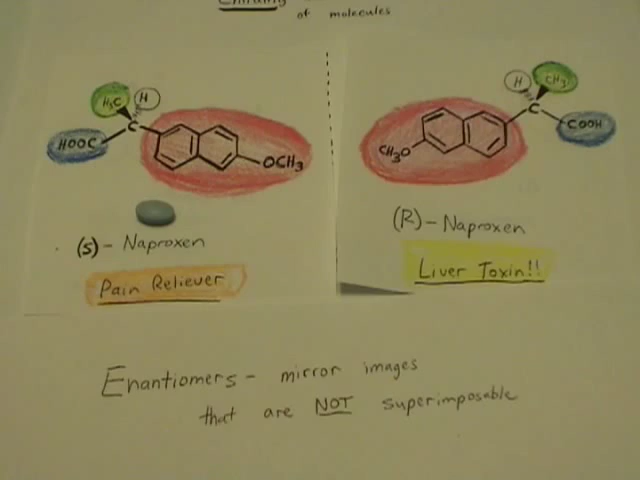 Chirality
of molecules
H3C H
HOOC C
OCH3
(S) - Naproxen
Pain Reliever
H CH3
C COOH
CH3O
(R) - Naproxen
Liver Toxin!!
Enantiomers - mirror images
that are NOT superimposable